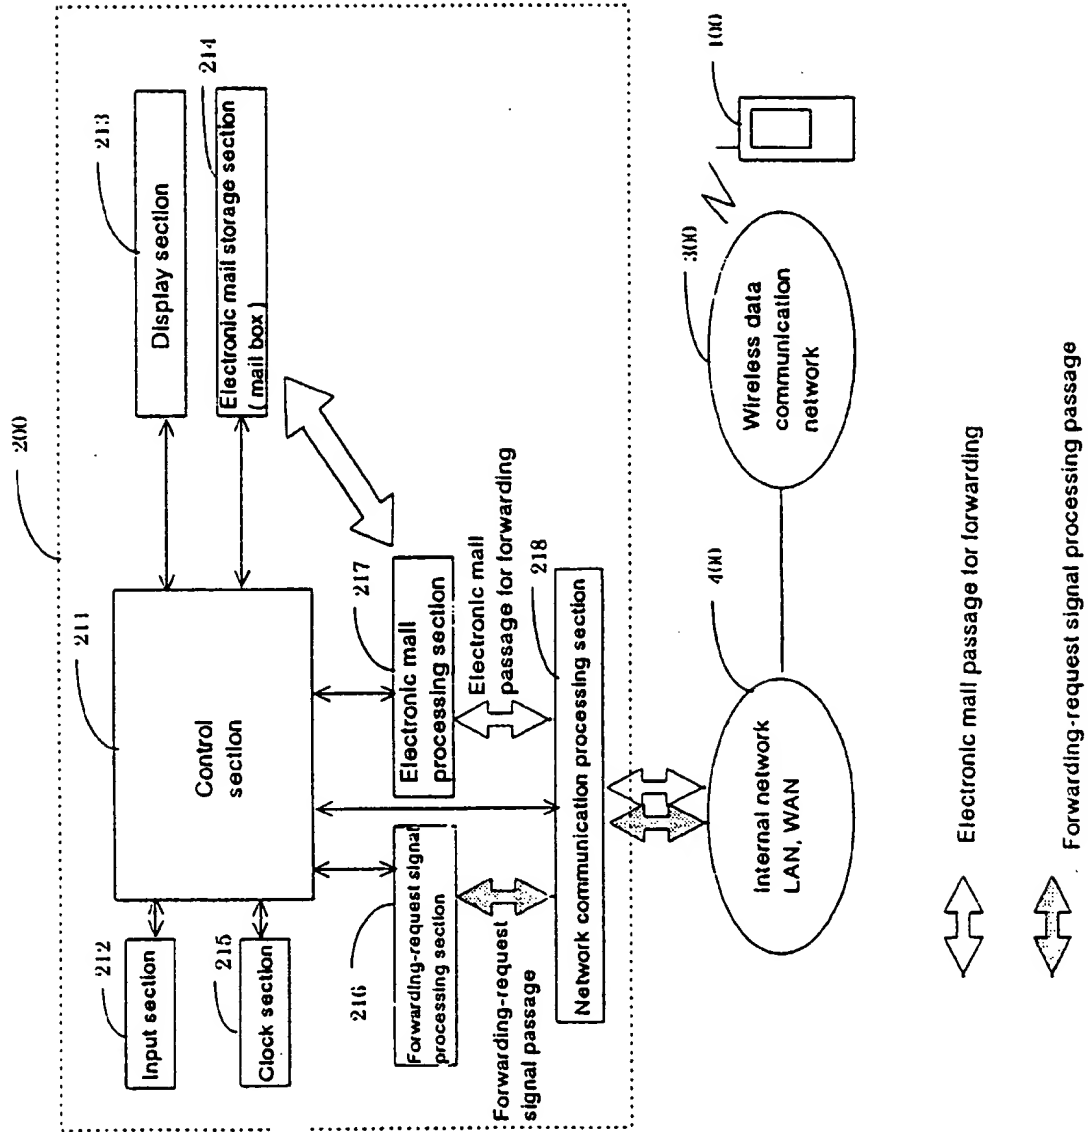 200
212
211
213
Input section
Display section
Control
section
215
214
Clock section
Electronic mail storage section
( mail box )
216
217
Forwarding-request signal
processing section
Electronic mall
processing section
Forwarding-request
signal passage
Electronic mall
passage for forwarding
218
Network communication processing section
400
300
100
Internal network
LAN, WAN
Wireless data
communication
network
Electronic mall passage for forwarding
Forwarding-request signal processing passage